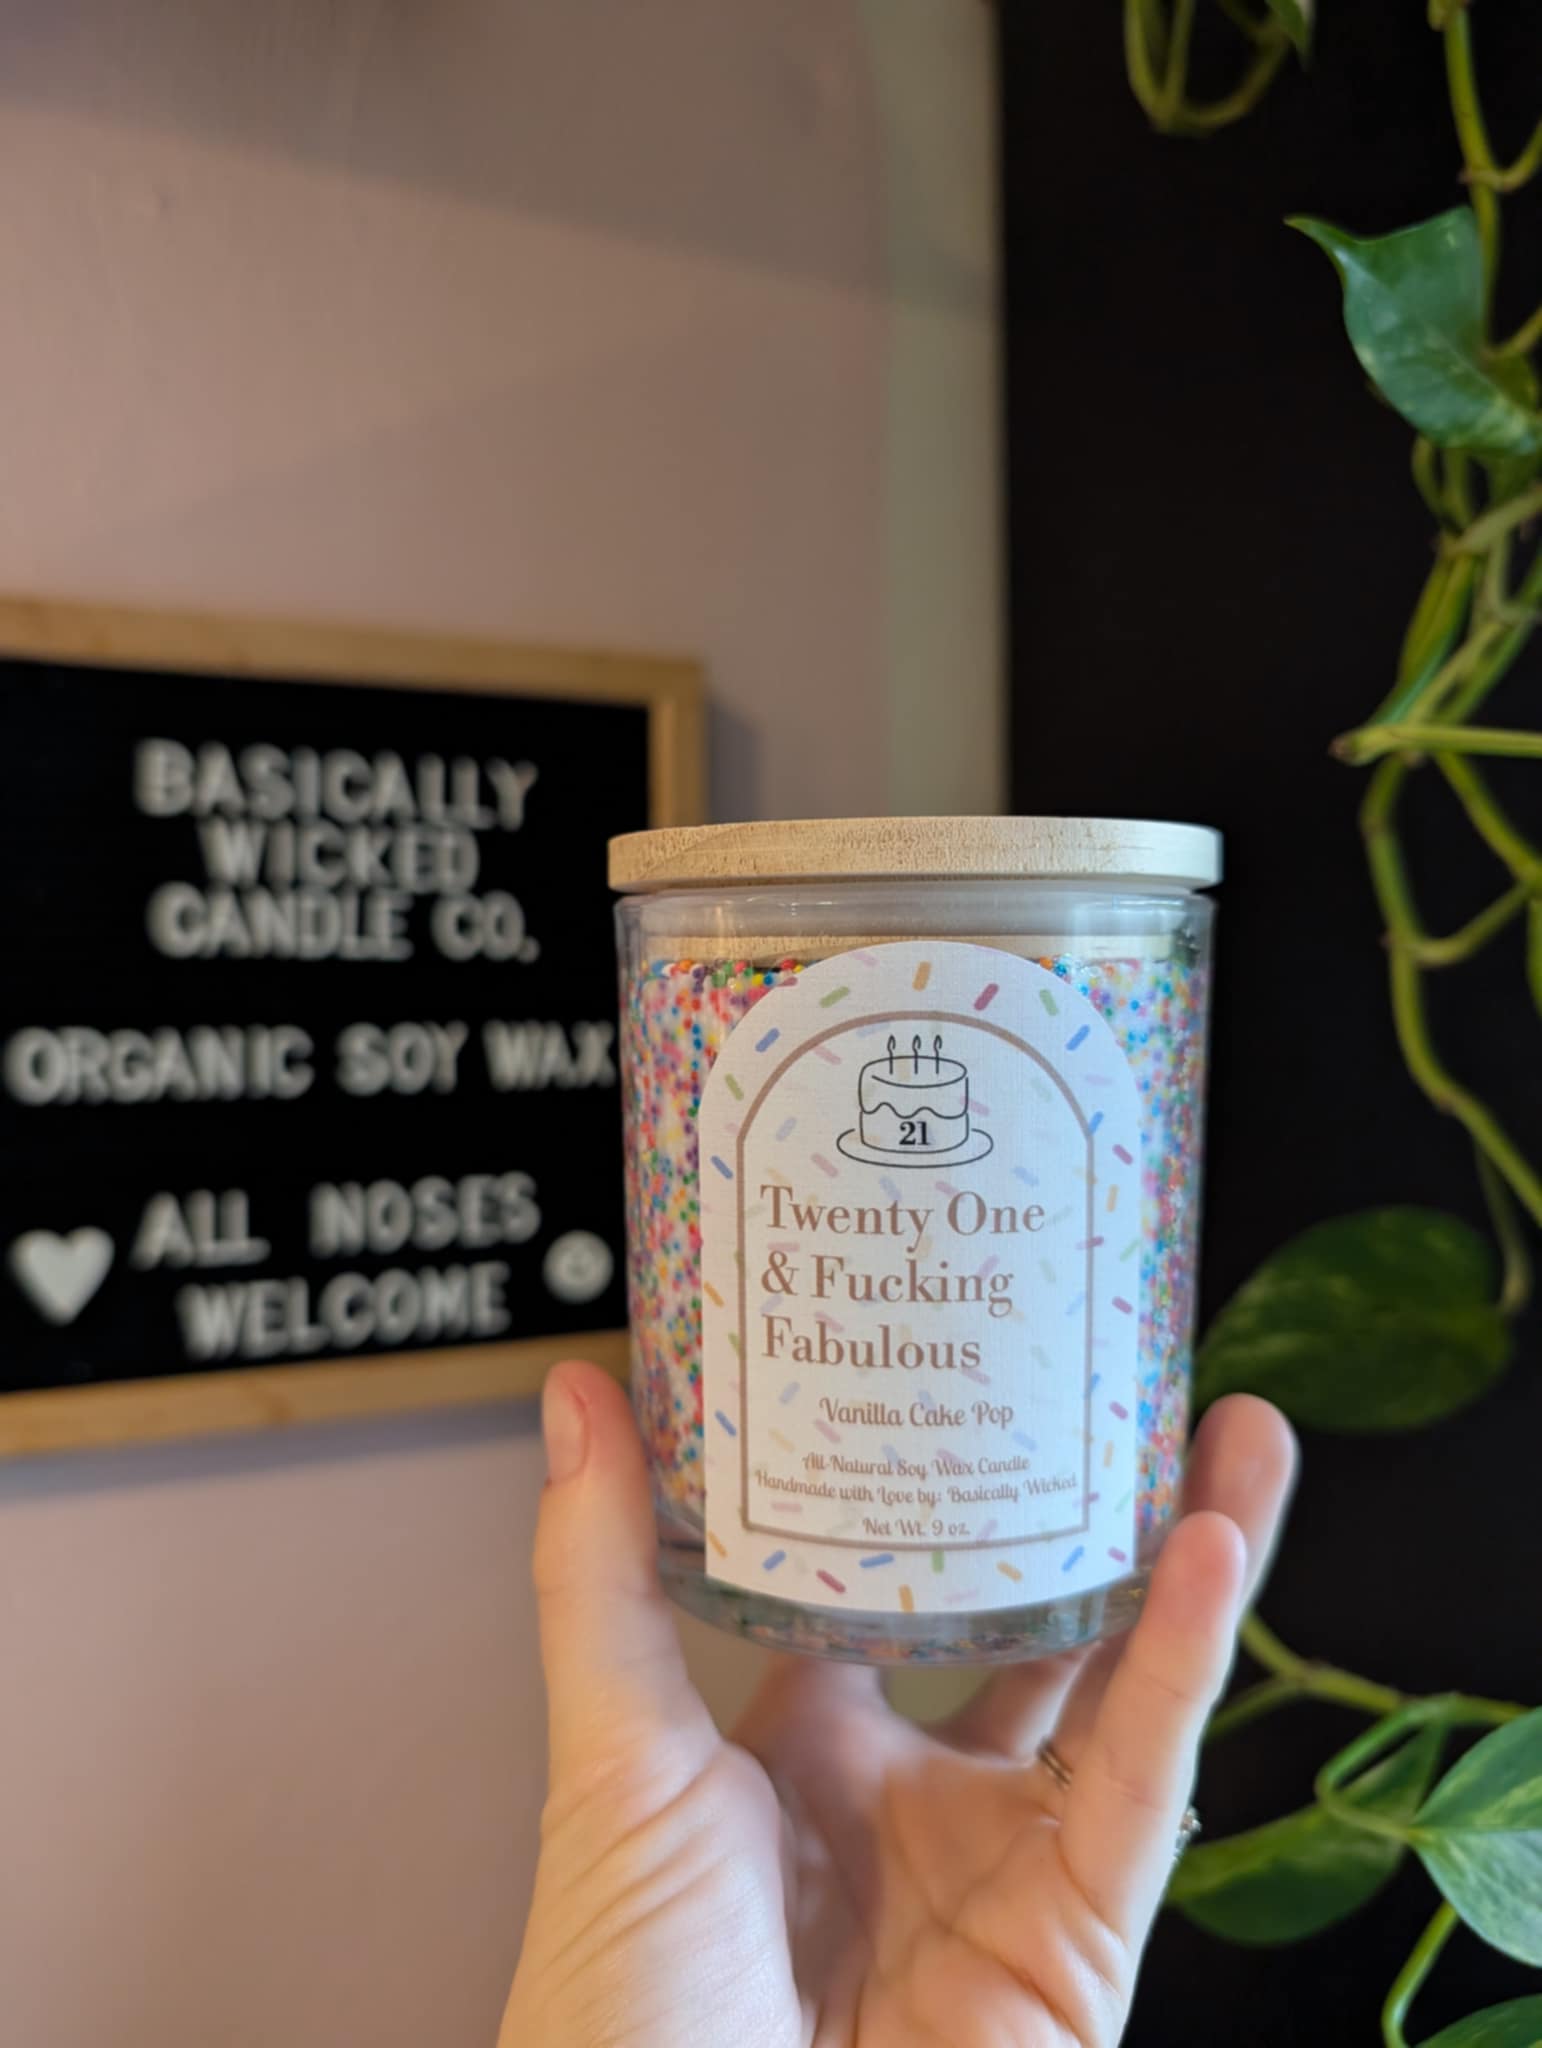 BASICALLY
WICKED
CANDLE CO.
ORGANIC SOY WAX
ALL NOSES
WELCOME
21
Twenty One
& Fucking
Fabulous
Vanilla Cake Pop
All-Natural Soy Wax Candle
Handmade with Love by: Basically Wicked
Net Wt. 9 oz.